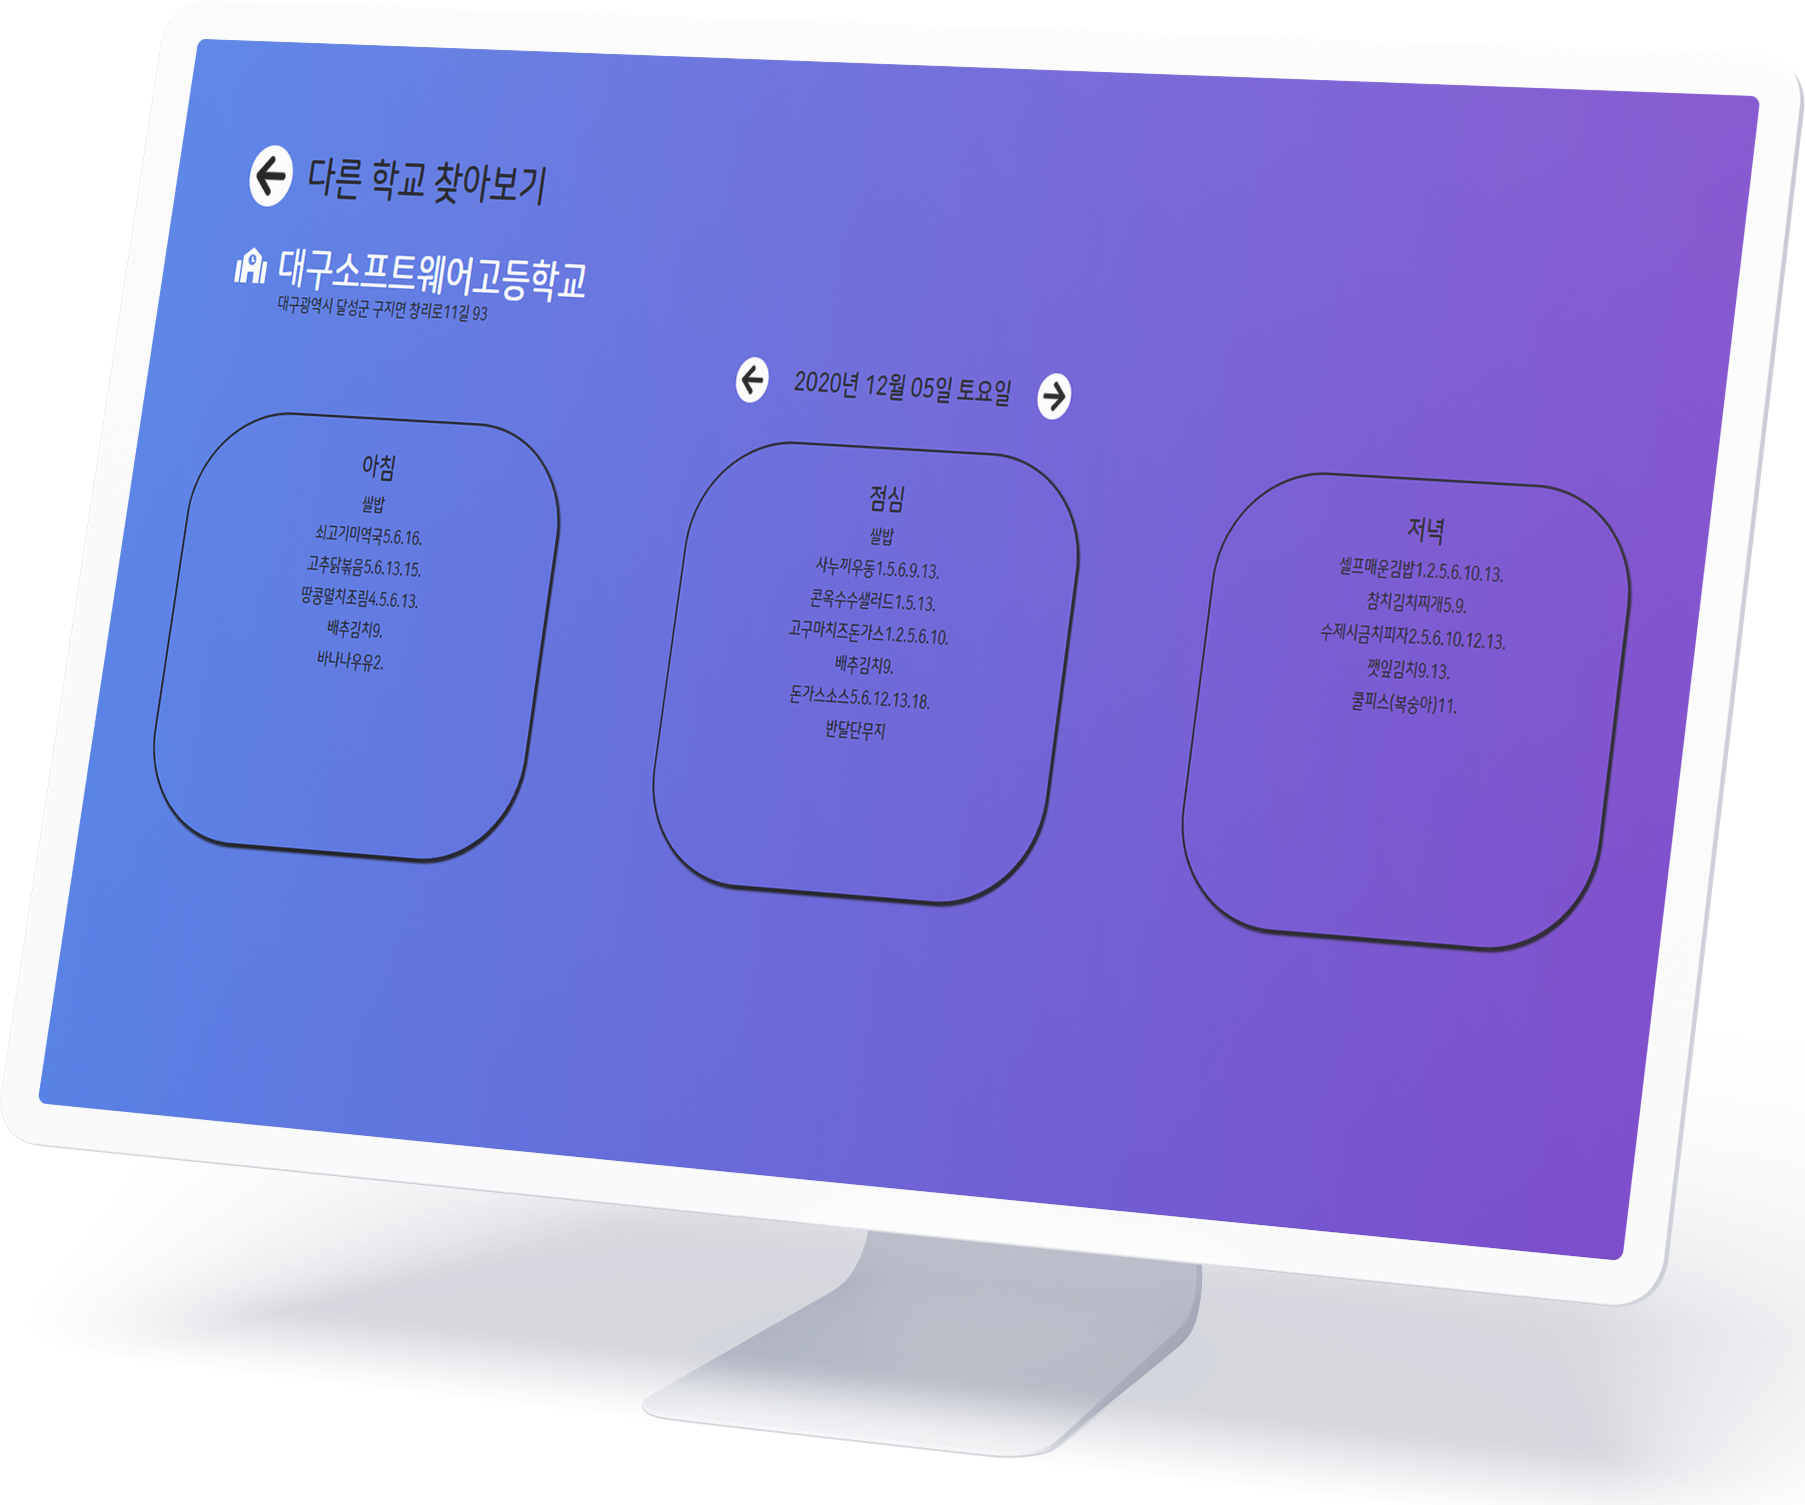 다른 학교 찾아보기
대구소프트웨어고등학교
대구광역시 달성군 구지면 창리로11길 93
2020년 12월 05일 토요일
아침
쌀밥
쇠고기미역국5.6.16.
고추닭볶음5.6.13.15.
땅콩멸치조림4.5.6.13.
배추김치9.
바나나우유2.
점심
쌀밥
사누끼우동1.5.6.9.13.
콘옥수수샐러드1.5.13.
고구마치즈돈가스1.2.5.6.10.
배추김치9.
돈가스소스5.6.12.13.18.
반달단무지
저녁
셀프매운김밥1.2.5.6.10.13.
참치김치찌개5.9.
수제시금치피자2.5.6.10.12.13.
깻잎김치9.13.
쿨피스(복숭아)11.